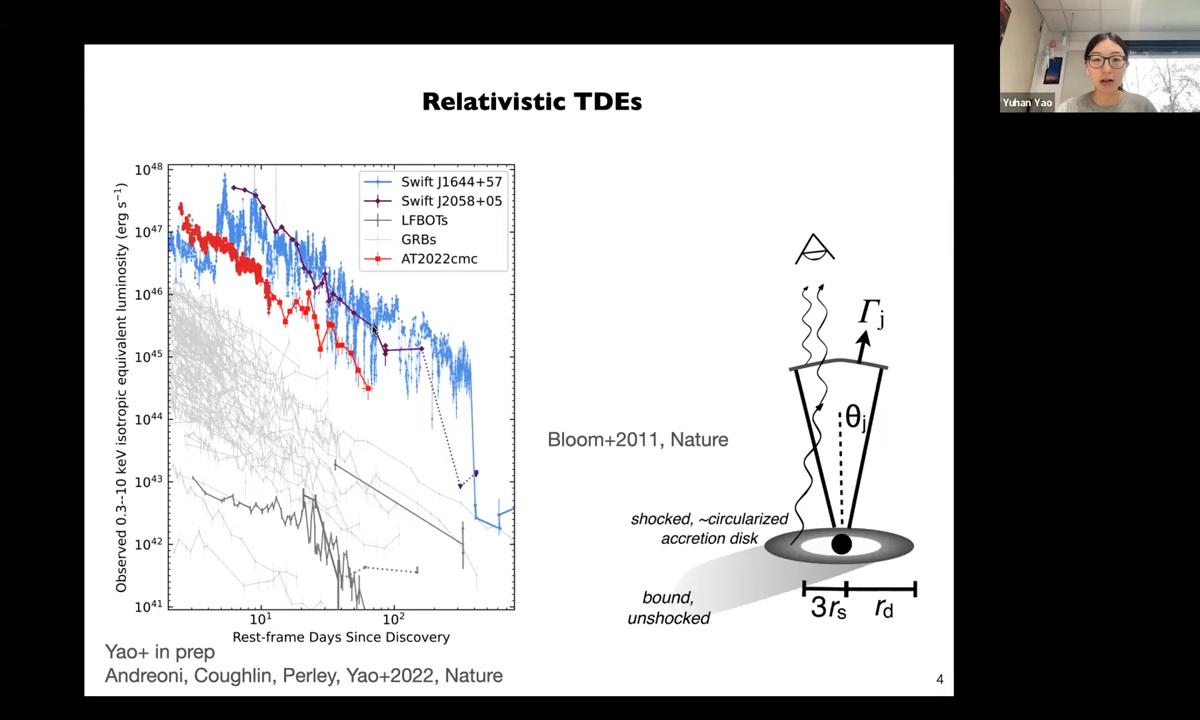 Relativistic TDEs
10^48
10^47
10^46
10^45
10^44
10^43
10^42
10^41
Observed 0.3--10 keV isotropic equivalent luminosity (erg s^−1)
Swift J1644+57
Swift J2058+05
LFBOTs
GRBs
AT2022cmc
10^1
10^2
Rest-frame Days Since Discovery
Yao+ in prep
Andreoni, Coughlin, Perley, Yao+2022, Nature
Bloom+2011, Nature
Γj
θj
shocked, ~circularized
accretion disk
bound,
unshocked
3rs
rd
4
Yuhan Yao